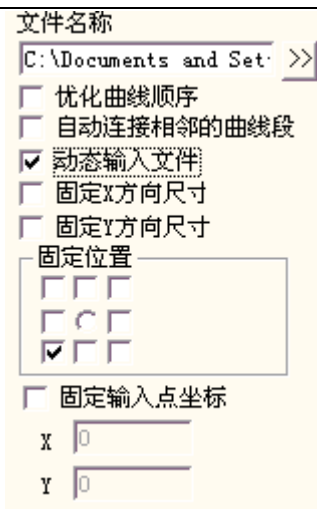 文件名称
C:\Documents and Set
>>
优化曲线顺序
自动连接相邻的曲线段
动态输入文件
固定X方向尺寸
固定Y方向尺寸
固定位置
固定输入点坐标
X 0
Y 0